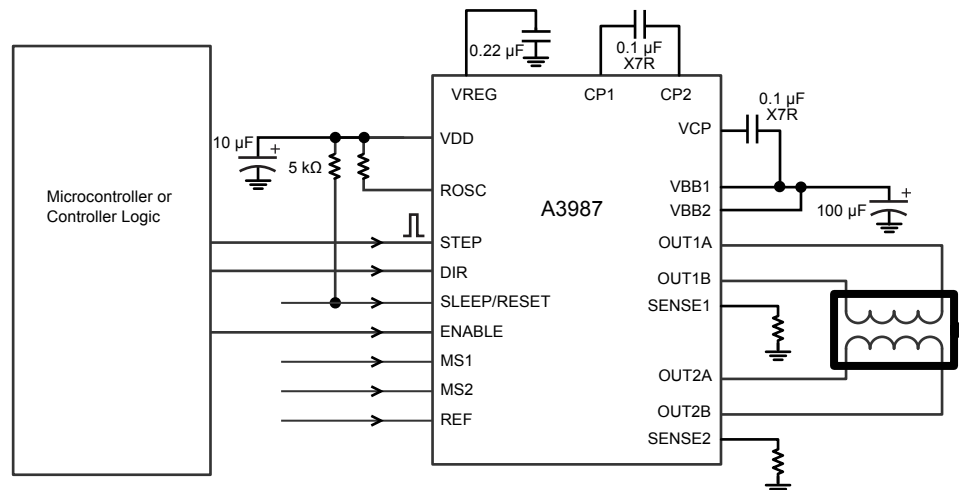 0.22 µF
0.1 µF
X7R
VREG
CP1
CP2
0.1 µF
X7R
VCP
10 µF
+
5 kΩ
VDD
ROSC
Microcontroller or
Controller Logic
A3987
VBB1
VBB2
+
100 µF
STEP
DIR
SLEEP/RESET
ENABLE
MS1
MS2
REF
OUT1A
OUT1B
SENSE1
OUT2A
OUT2B
SENSE2